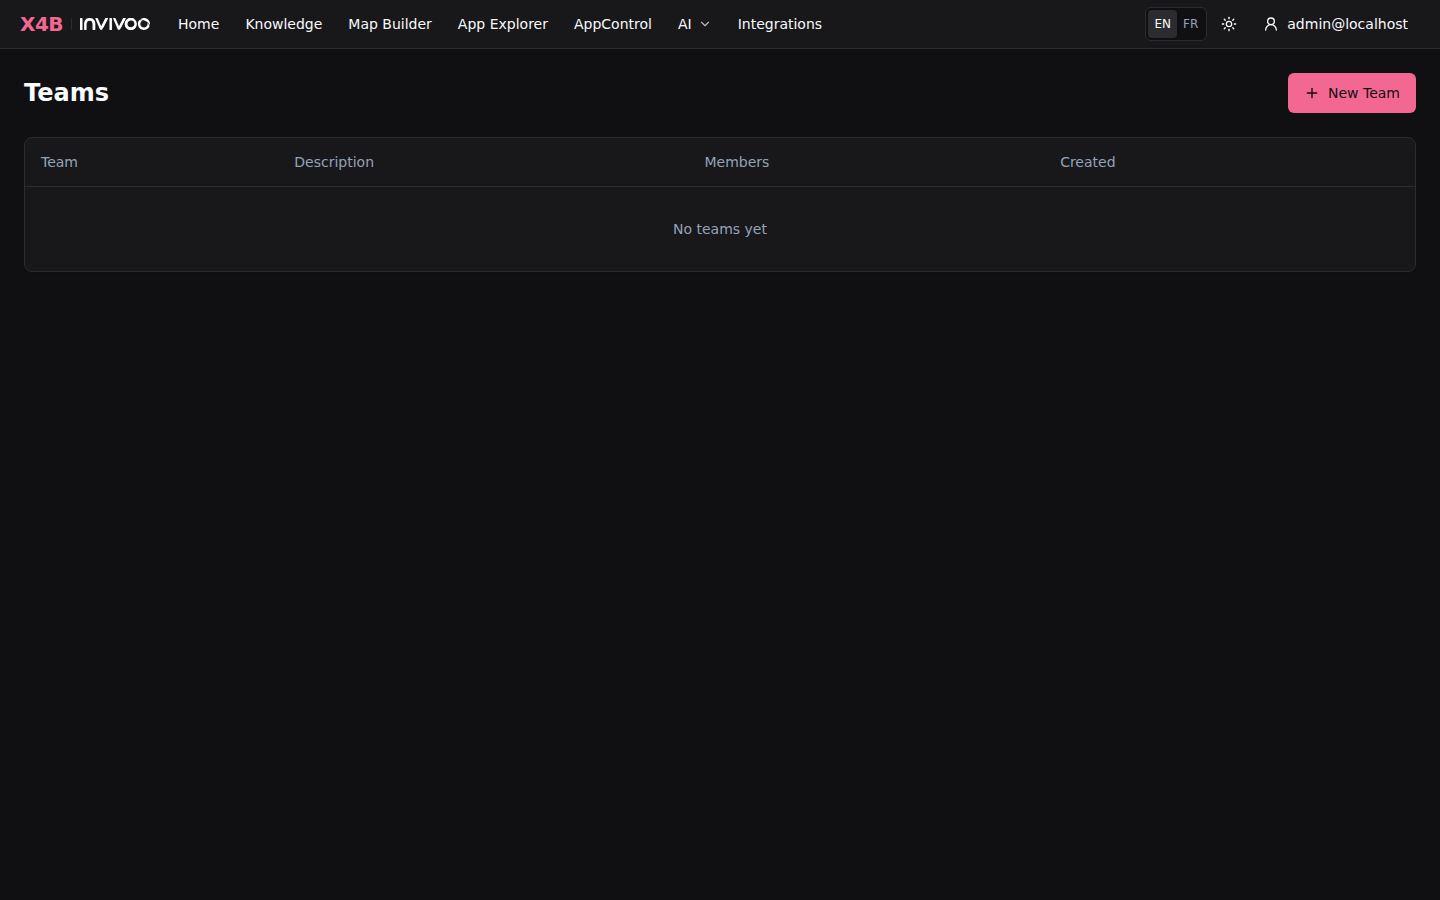 X4B INVIVOO Home Knowledge Map Builder App Explorer AppControl AI Integrations EN FR admin@localhost
Teams
New Team
Team Description Members Created
No teams yet